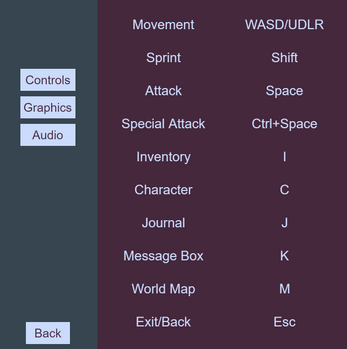 Controls
Graphics
Audio
Back
Movement WASD/UDLR
Sprint Shift
Attack Space
Special Attack Ctrl+Space
Inventory I
Character C
Journal J
Message Box K
World Map M
Exit/Back Esc